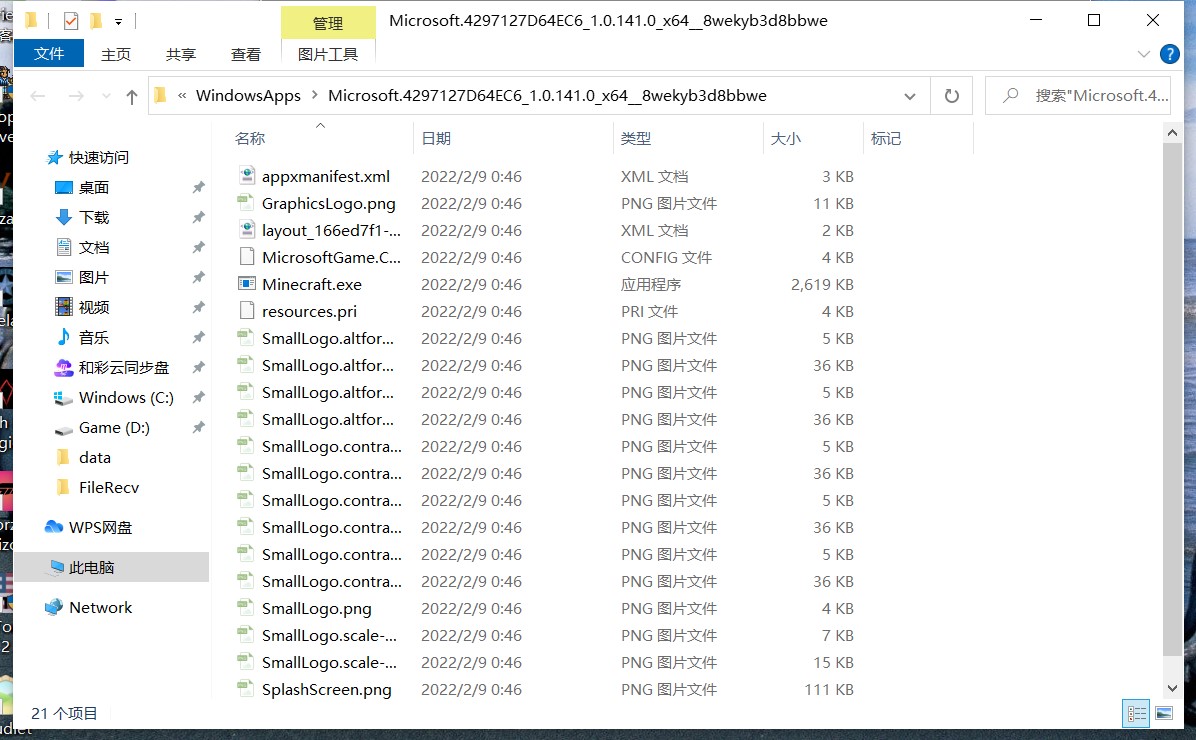 管理
Microsoft.4297127D64EC6_1.0.141.0_x64__8wekyb3d8bbwe
文件 主页 共享 查看 图片工具
?
« WindowsApps > Microsoft.4297127D64EC6_1.0.141.0_x64__8wekyb3d8bbwe
搜索"Microsoft.4...
名称 日期 类型 大小 标记
快速访问
桌面
下载
文档
图片
视频
音乐
和彩云同步盘
Windows (C:)
Game (D:)
data
FileRecv
WPS网盘
此电脑
Network
appxmanifest.xml 2022/2/9 0:46 XML 文档 3 KB
GraphicsLogo.png 2022/2/9 0:46 PNG 图片文件 11 KB
layout_166ed7f1-... 2022/2/9 0:46 XML 文档 2 KB
MicrosoftGame.C... 2022/2/9 0:46 CONFIG 文件 4 KB
Minecraft.exe 2022/2/9 0:46 应用程序 2,619 KB
resources.pri 2022/2/9 0:46 PRI 文件 4 KB
SmallLogo.altfor... 2022/2/9 0:46 PNG 图片文件 5 KB
SmallLogo.altfor... 2022/2/9 0:46 PNG 图片文件 36 KB
SmallLogo.altfor... 2022/2/9 0:46 PNG 图片文件 5 KB
SmallLogo.altfor... 2022/2/9 0:46 PNG 图片文件 36 KB
SmallLogo.contra... 2022/2/9 0:46 PNG 图片文件 5 KB
SmallLogo.contra... 2022/2/9 0:46 PNG 图片文件 36 KB
SmallLogo.contra... 2022/2/9 0:46 PNG 图片文件 5 KB
SmallLogo.contra... 2022/2/9 0:46 PNG 图片文件 36 KB
SmallLogo.contra... 2022/2/9 0:46 PNG 图片文件 5 KB
SmallLogo.contra... 2022/2/9 0:46 PNG 图片文件 36 KB
SmallLogo.png 2022/2/9 0:46 PNG 图片文件 4 KB
SmallLogo.scale-... 2022/2/9 0:46 PNG 图片文件 7 KB
SmallLogo.scale-... 2022/2/9 0:46 PNG 图片文件 15 KB
SplashScreen.png 2022/2/9 0:46 PNG 图片文件 111 KB
21 个项目